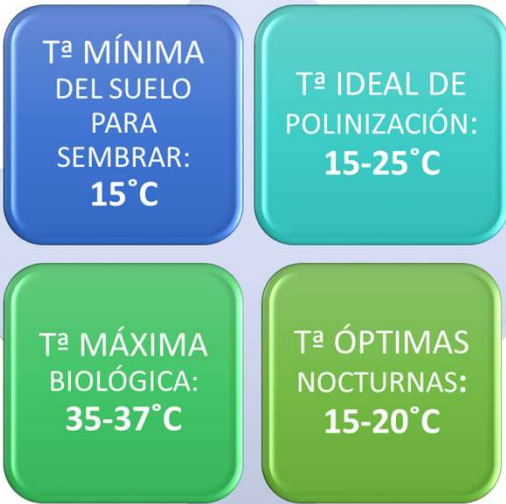 Tª MÍNIMA
DEL SUELO
PARA
SEMBRAR:
15˚C
Tª IDEAL DE
POLINIZACIÓN:
15-25˚C
Tª MÁXIMA
BIOLÓGICA:
35-37˚C
Tª ÓPTIMAS
NOCTURNAS:
15-20˚C